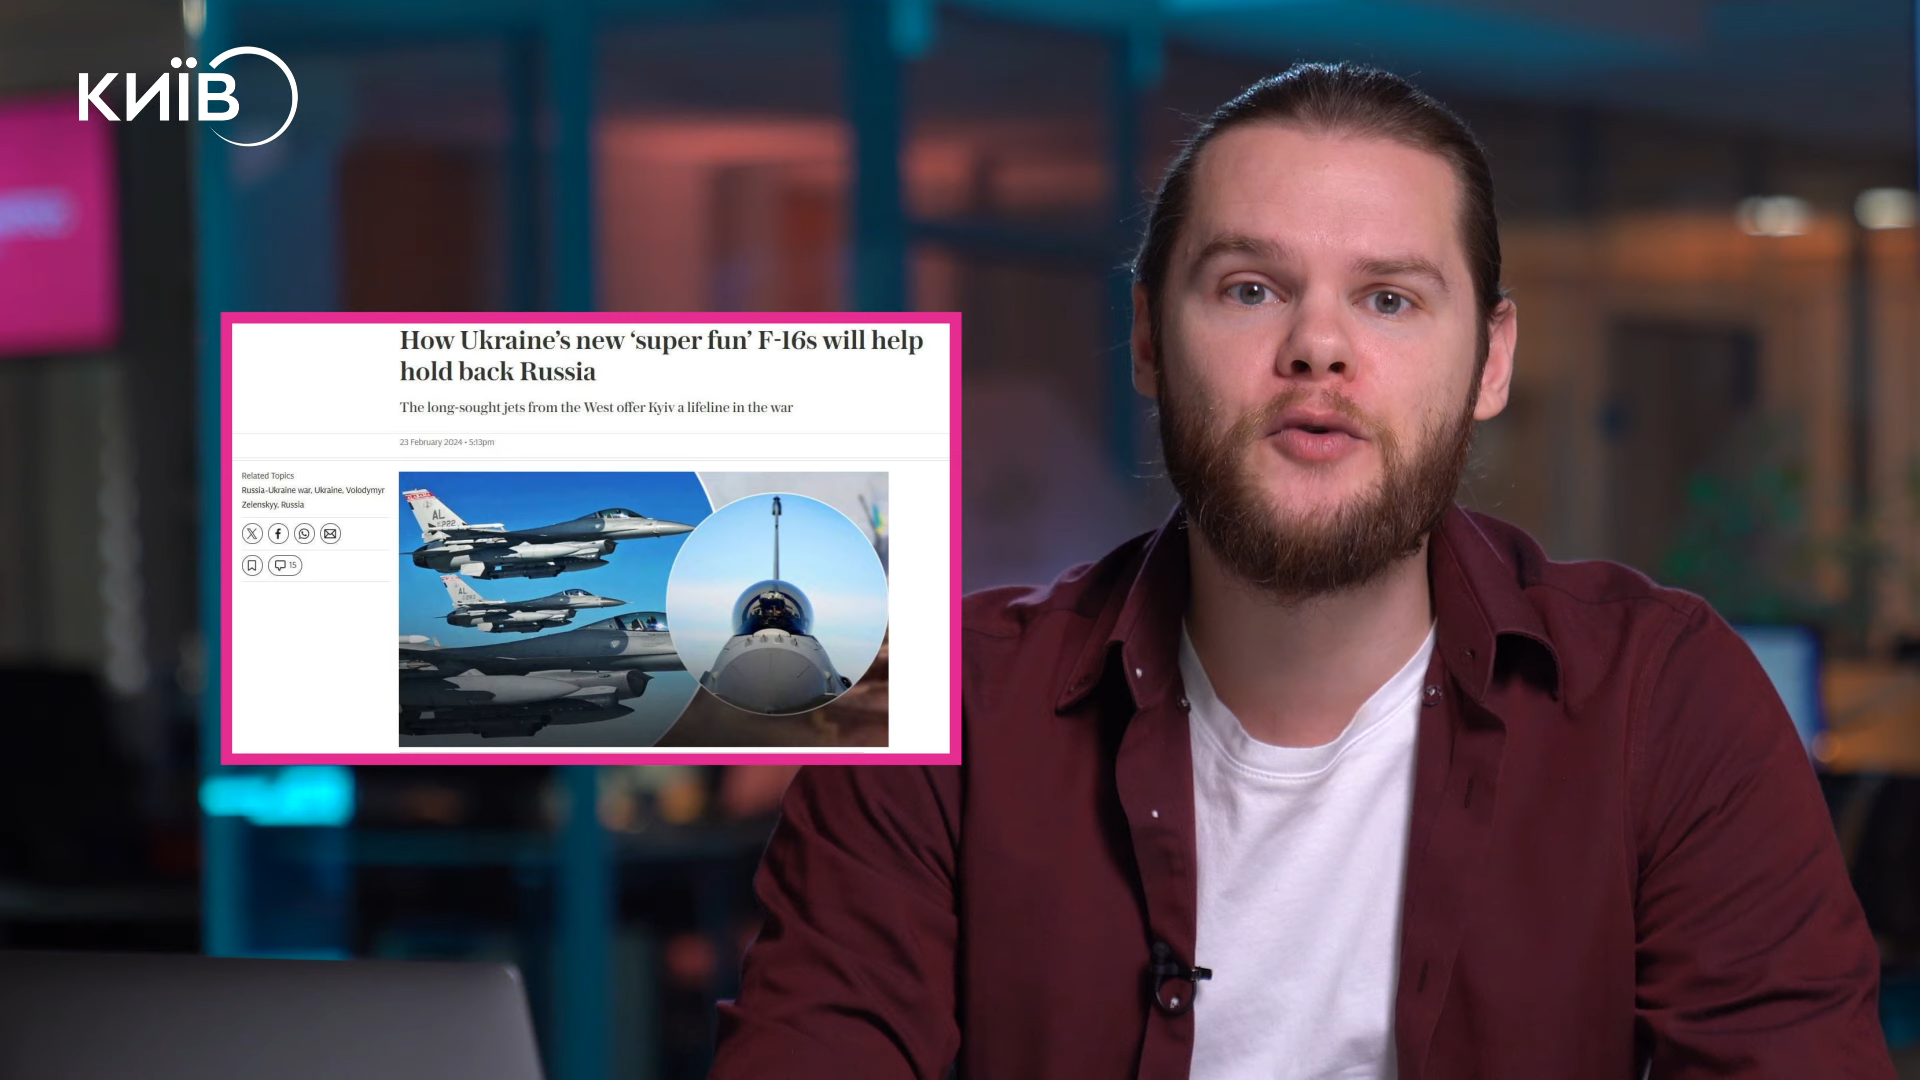 КИЇВ
How Ukraine’s new ‘super fun’ F-16s will help
hold back Russia
The long-sought jets from the West offer Kyiv a lifeline in the war
23 February 2024 • 5:13pm
Related Topics
Russia-Ukraine war, Ukraine, Volodymyr
Zelenskyy, Russia
15
AL
AL